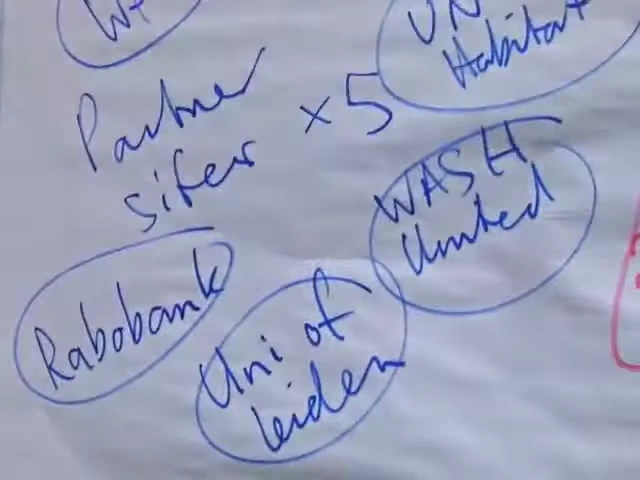 UN
Habitat
Partner
sites x5
WASH
United
Rabobank
Uni of
Leiden